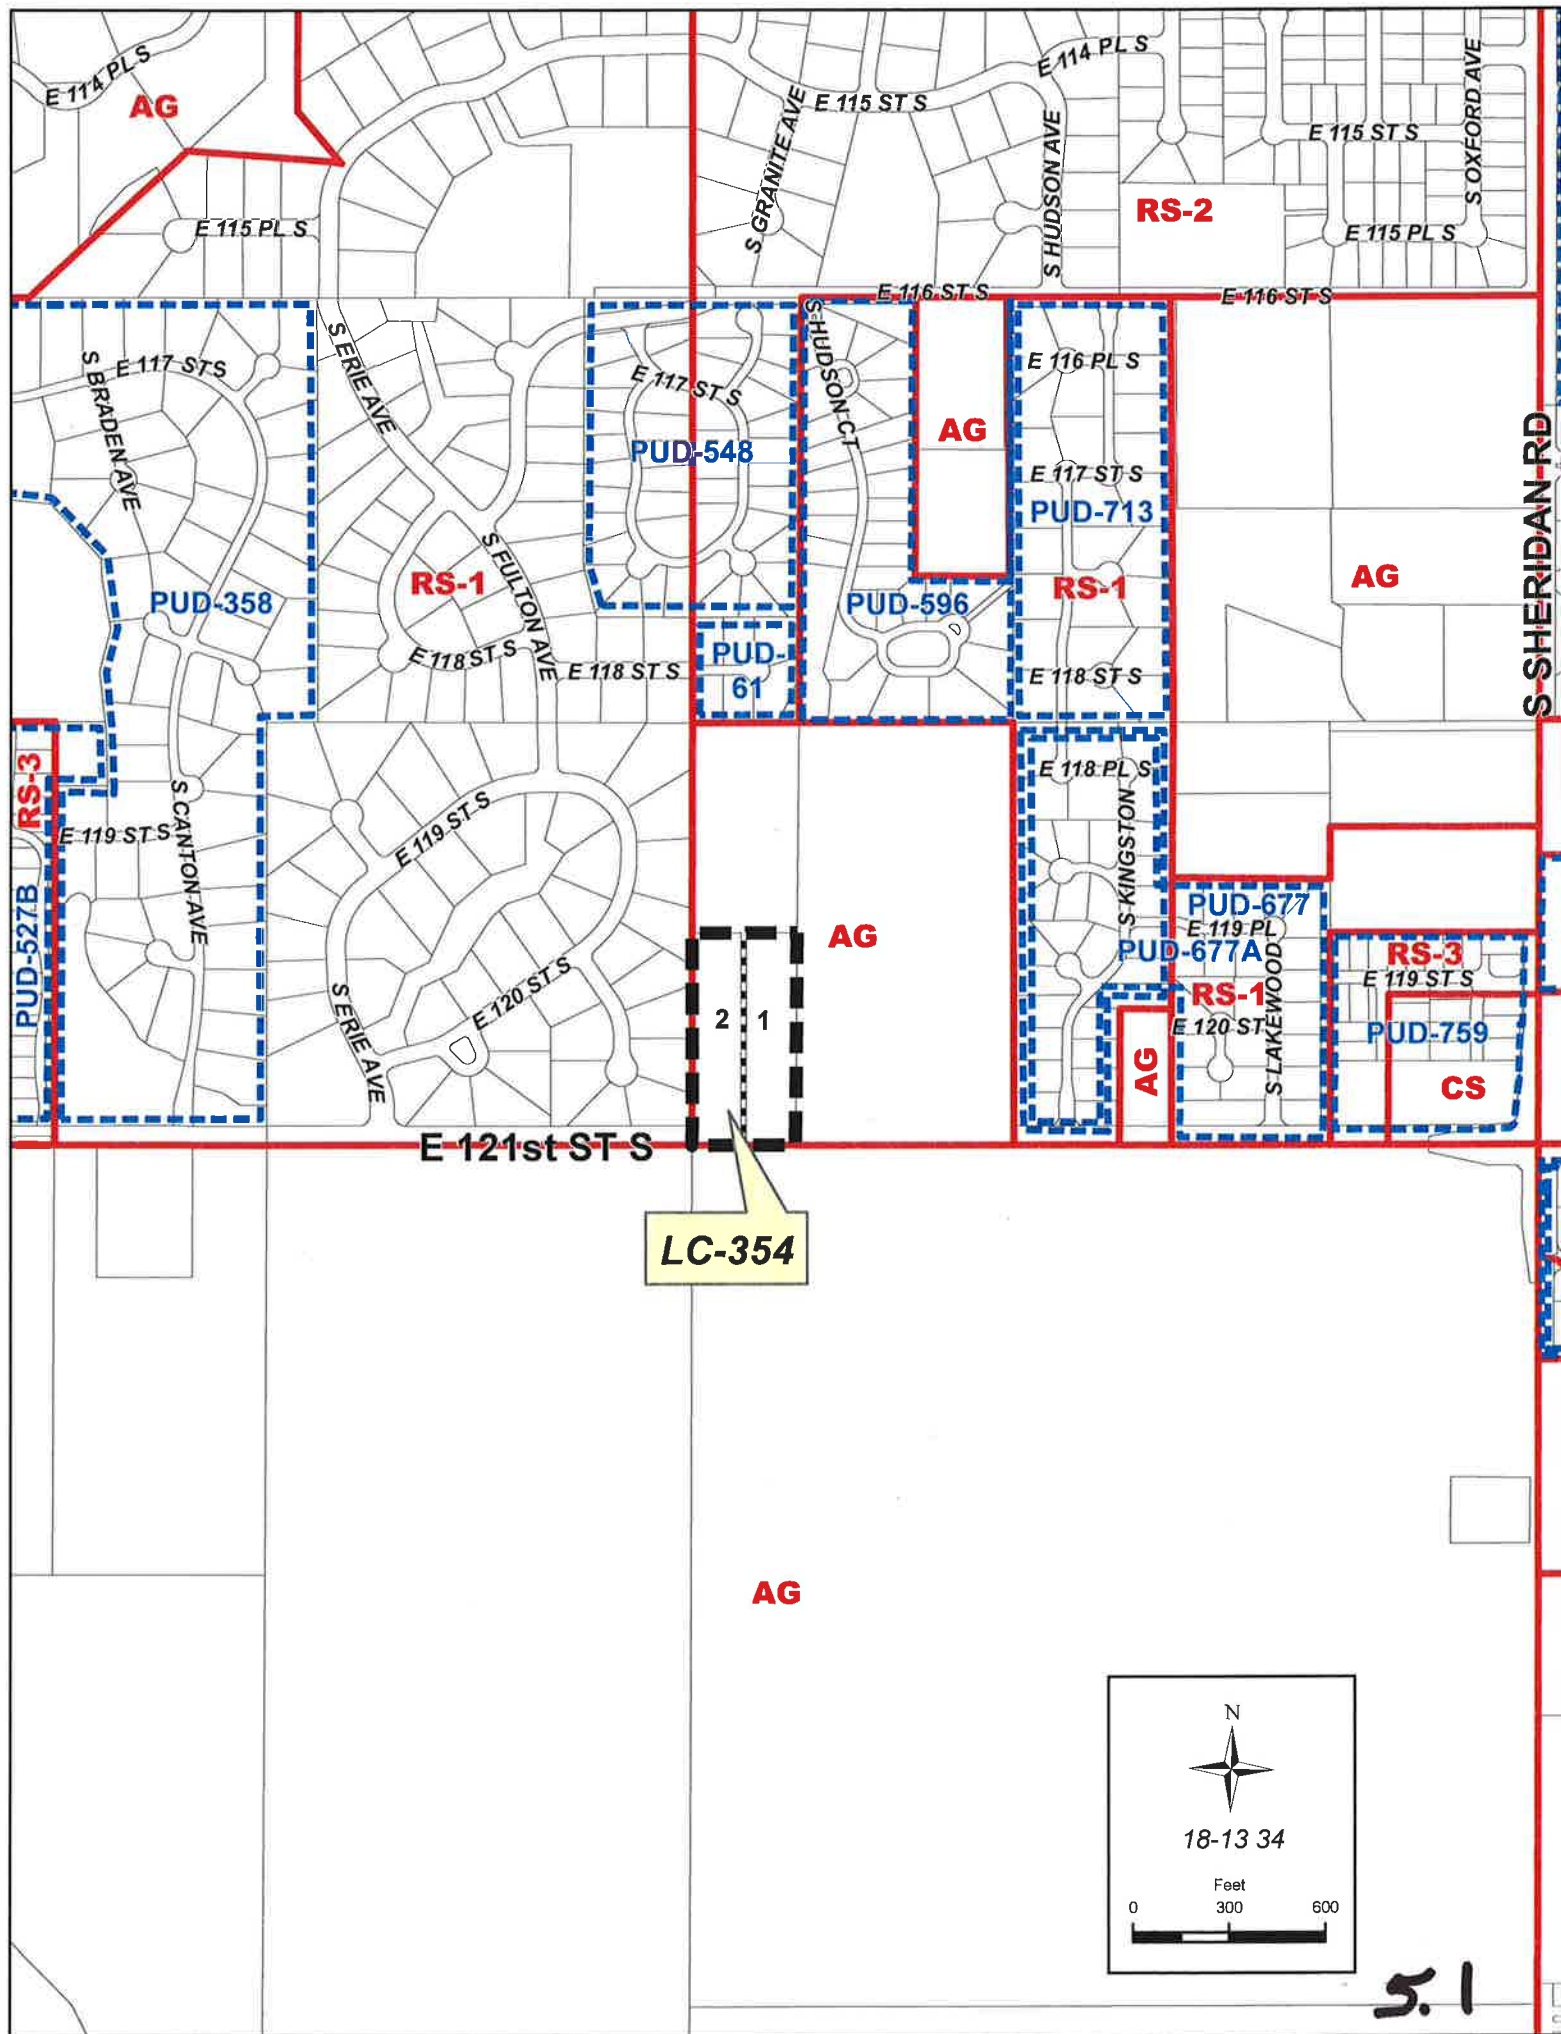 E 114 PL S
AG
E 115 PL S
S GRANITE AVE
E 115 ST S
E 114 PL S
S HUDSON AVE
E 115 ST S
S OXFORD AVE
RS-2
E 115 PL S
E 116 ST S
E 116 ST S
S BRADEN AVE
E 117 ST S
S ERIE AVE
E 117 ST S
PUD-548
S HUDSON CT
AG
E 116 PL S
E 117 ST S
PUD-713
S SHERIDAN RD
PUD-358
RS-1
S FULTON AVE
E 118 ST S
E 118 ST S
PUD-
61
PUD-596
RS-1
E 118 ST S
AG
RS-3
E 119 ST S
S CANTON AVE
PUD-527B
E 119 ST S
S ERIE AVE
E 120 ST S
AG
2
1
E 118 PL S
S KINGSTON
PUD-677
E 119 PL
PUD-677A
RS-1
E 120 ST
S LAKEWOOD
AG
RS-3
E 119 ST S
PUD-759
CS
E 121st ST S
LC-354
AG
N
18-13 34
Feet
0 300 600
5.1